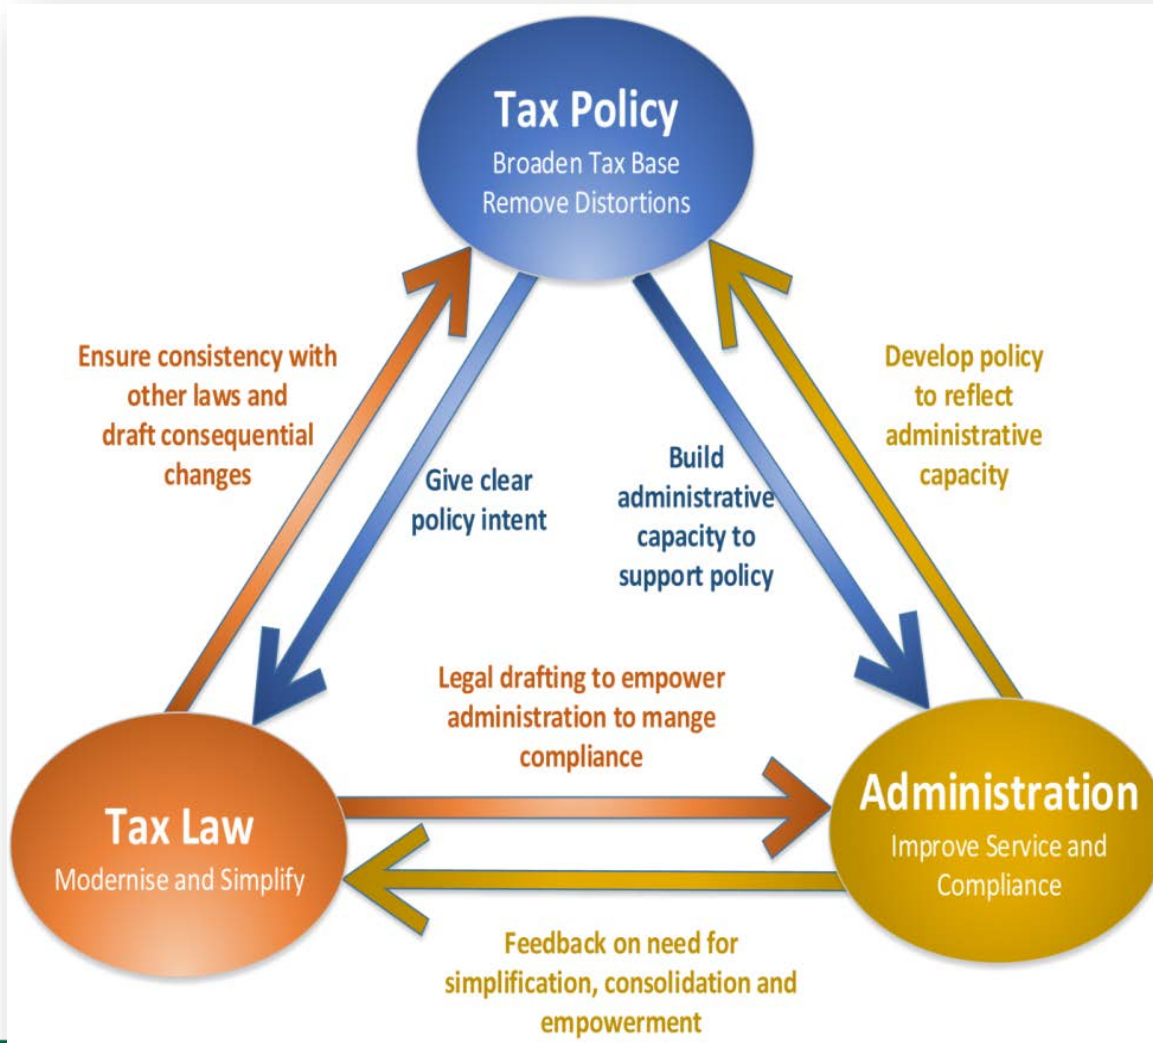 Tax Policy
Broaden Tax Base
Remove Distortions
Ensure consistency with
other laws and
draft consequential
changes
Give clear
policy intent
Build
administrative
capacity to
support policy
Develop policy
to reflect
administrative
capacity
Legal drafting to empower
administration to mange
compliance
Tax Law
Modernise and Simplify
Administration
Improve Service and
Compliance
Feedback on need for
simplification, consolidation and
empowerment